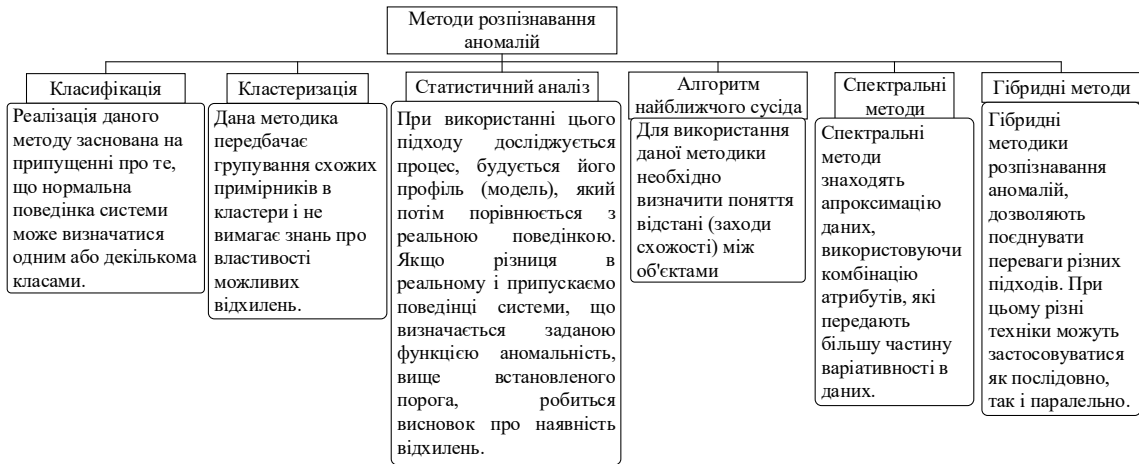 Методи розпізнавання
аномалій
Класифікація
Реалізація даного
методу заснована на
припущенні про те,
що нормальна
поведінка системи
може визначатися
одним або декількома
класами.
Кластеризація
Дана методика
передбачає
групування схожих
примірників в
кластери і не
вимагає знань про
властивості
можливих
відхилень.
Статистичний аналіз
При використанні цього
підходу досліджується
процес, будується його
профіль (модель), який
потім порівнюється з
реальною поведінкою.
Якщо різниця в
реальному і припускаємо
поведінці системи, що
визначається заданою
функцією аномальність,
вище встановленого
порога, робиться
висновок про наявність
відхилень.
Алгоритм
найближчого сусіда
Для використання
даної методики
необхідно
визначити поняття
відстані (заходи
схожості) між
об'єктами
Спектральні
методи
Спектральні
методи
знаходять
апроксимацію
даних,
використовуючи
комбінацію
атрибутів, які
передають
більшу частину
варіативності в
даних.
Гібридні методи
Гібридні
методики
розпізнавання
аномалій,
дозволяють
поєднувати
переваги різних
підходів. При
цьому різні
техніки можуть
застосовуватися
як послідовно,
так і паралельно.